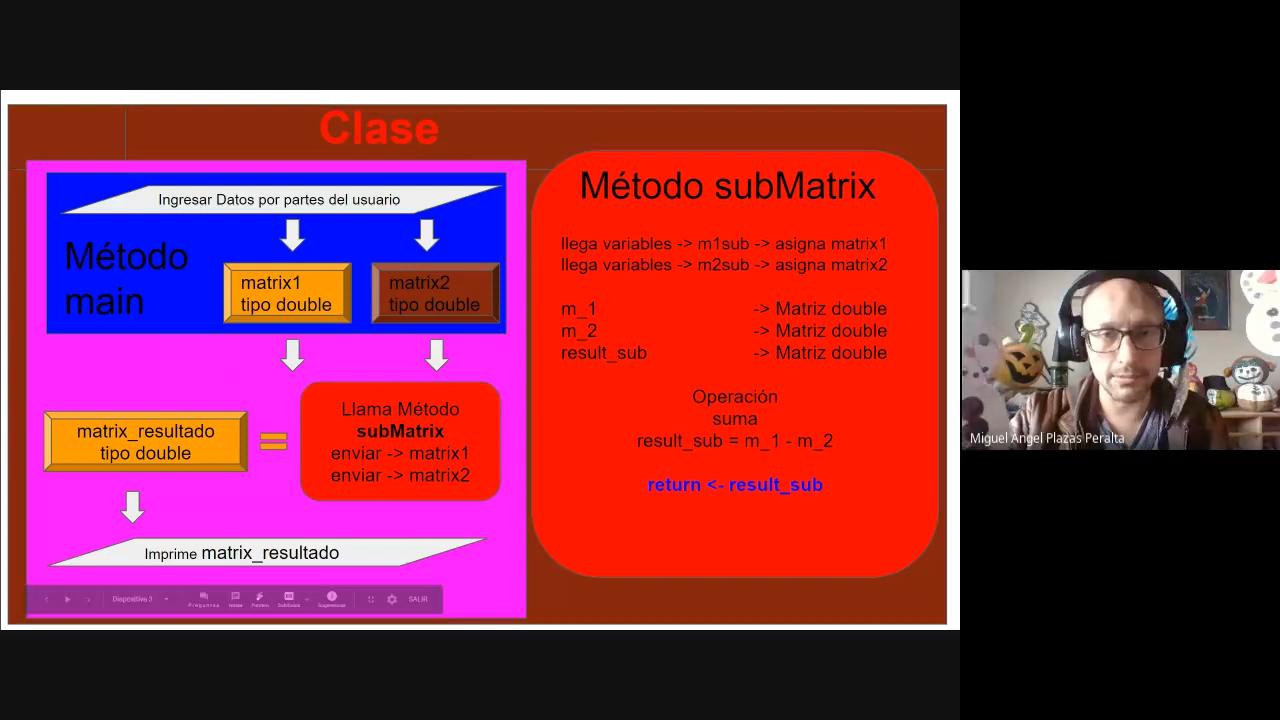 Clase
Ingresar Datos por partes del usuario
Método
main
matrix1
tipo double
matrix2
tipo double
matrix_resultado
tipo double
Llama Método
subMatrix
enviar -> matrix1
enviar -> matrix2
Imprime matrix_resultado
Método subMatrix
llega variables -> m1sub -> asigna matrix1
llega variables -> m2sub -> asigna matrix2
m_1 -> Matriz double
m_2 -> Matriz double
result_sub -> Matriz double
Operación
suma
result_sub = m_1 - m_2
return <- result_sub
Diapositiva 3
SALIR
Miguel Angel Plazas Peralta